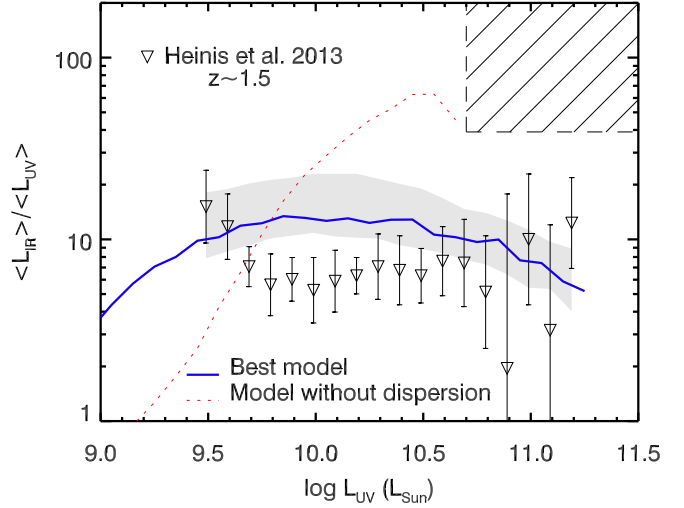 Heinis et al. 2013
z~1.5
<L_IR>/<L_UV>
100
10
1
Best model
Model without dispersion
9.0 9.5 10.0 10.5 11.0 11.5
log L_UV (L_Sun)